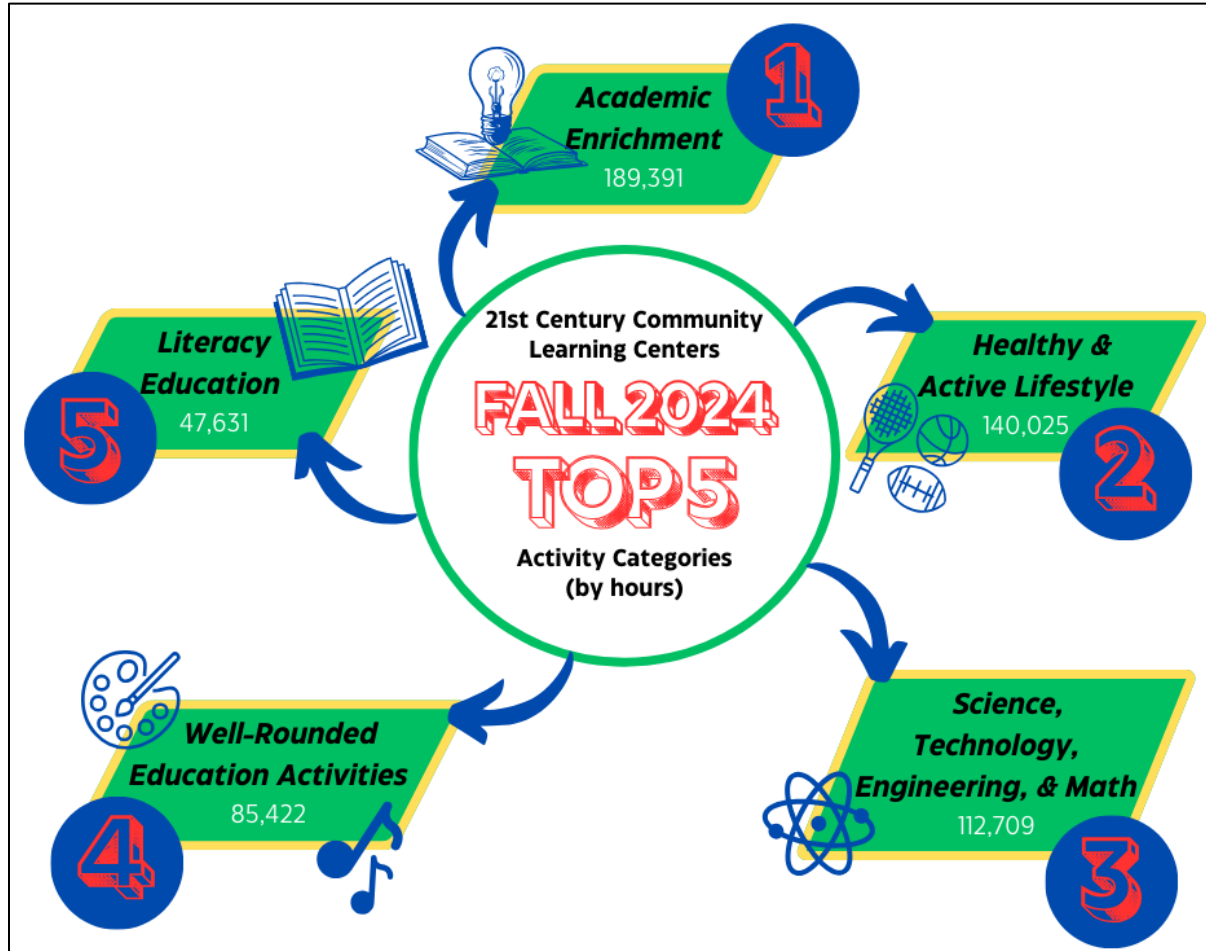 Academic
Enrichment
189,391
1
21st Century Community
Learning Centers
FALL 2024
TOP 5
Activity Categories
(by hours)
Healthy &
Active Lifestyle
140,025
2
Science,
Technology,
Engineering, & Math
112,709
3
Well-Rounded
Education Activities
85,422
4
Literacy
Education
47,631
5